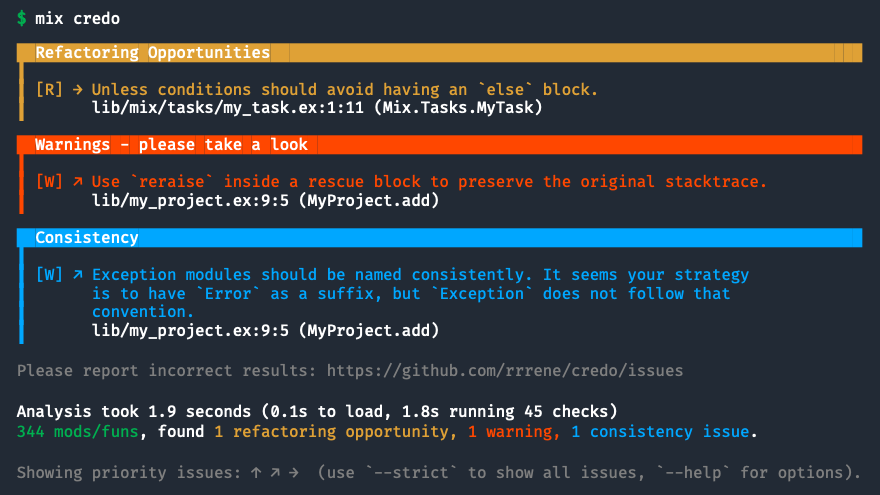 $ mix credo
Refactoring Opportunities
[R] → Unless conditions should avoid having an `else` block.
lib/mix/tasks/my_task.ex:1:11 (Mix.Tasks.MyTask)
Warnings - please take a look
[W] ↗ Use `reraise` inside a rescue block to preserve the original stacktrace.
lib/my_project.ex:9:5 (MyProject.add)
Consistency
[W] ↗ Exception modules should be named consistently. It seems your strategy
is to have `Error` as a suffix, but `Exception` does not follow that
convention.
lib/my_project.ex:9:5 (MyProject.add)
Please report incorrect results: https://github.com/rrrene/credo/issues
Analysis took 1.9 seconds (0.1s to load, 1.8s running 45 checks)
344 mods/funs, found 1 refactoring opportunity, 1 warning, 1 consistency issue.
Showing priority issues: ↑ ↗ → (use `--strict` to show all issues, `--help` for options).